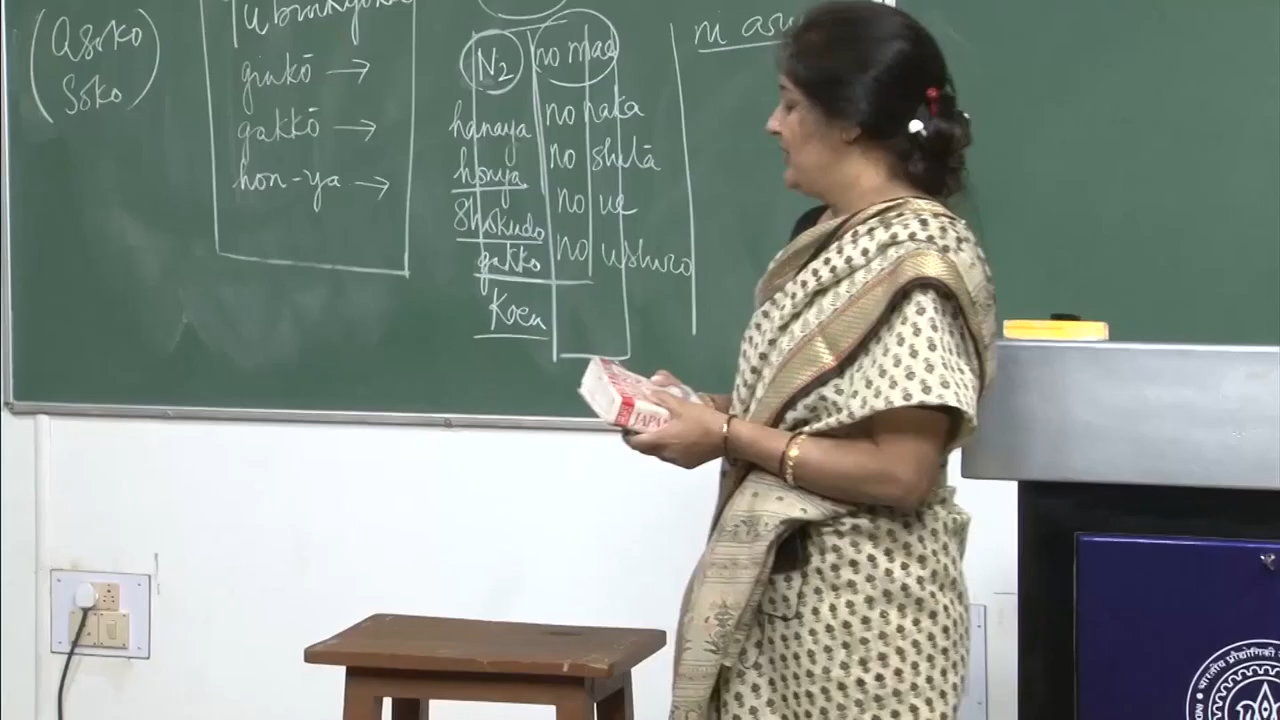 Asoko
Soko
ginkō →
gakkō →
hon-ya →
N2 no mae
hanaya no naka
honya no shita
Shokudo no ue
gakko no ushiro
Koen
ni
JAPA
भारतीय प्रौद्योगिकी